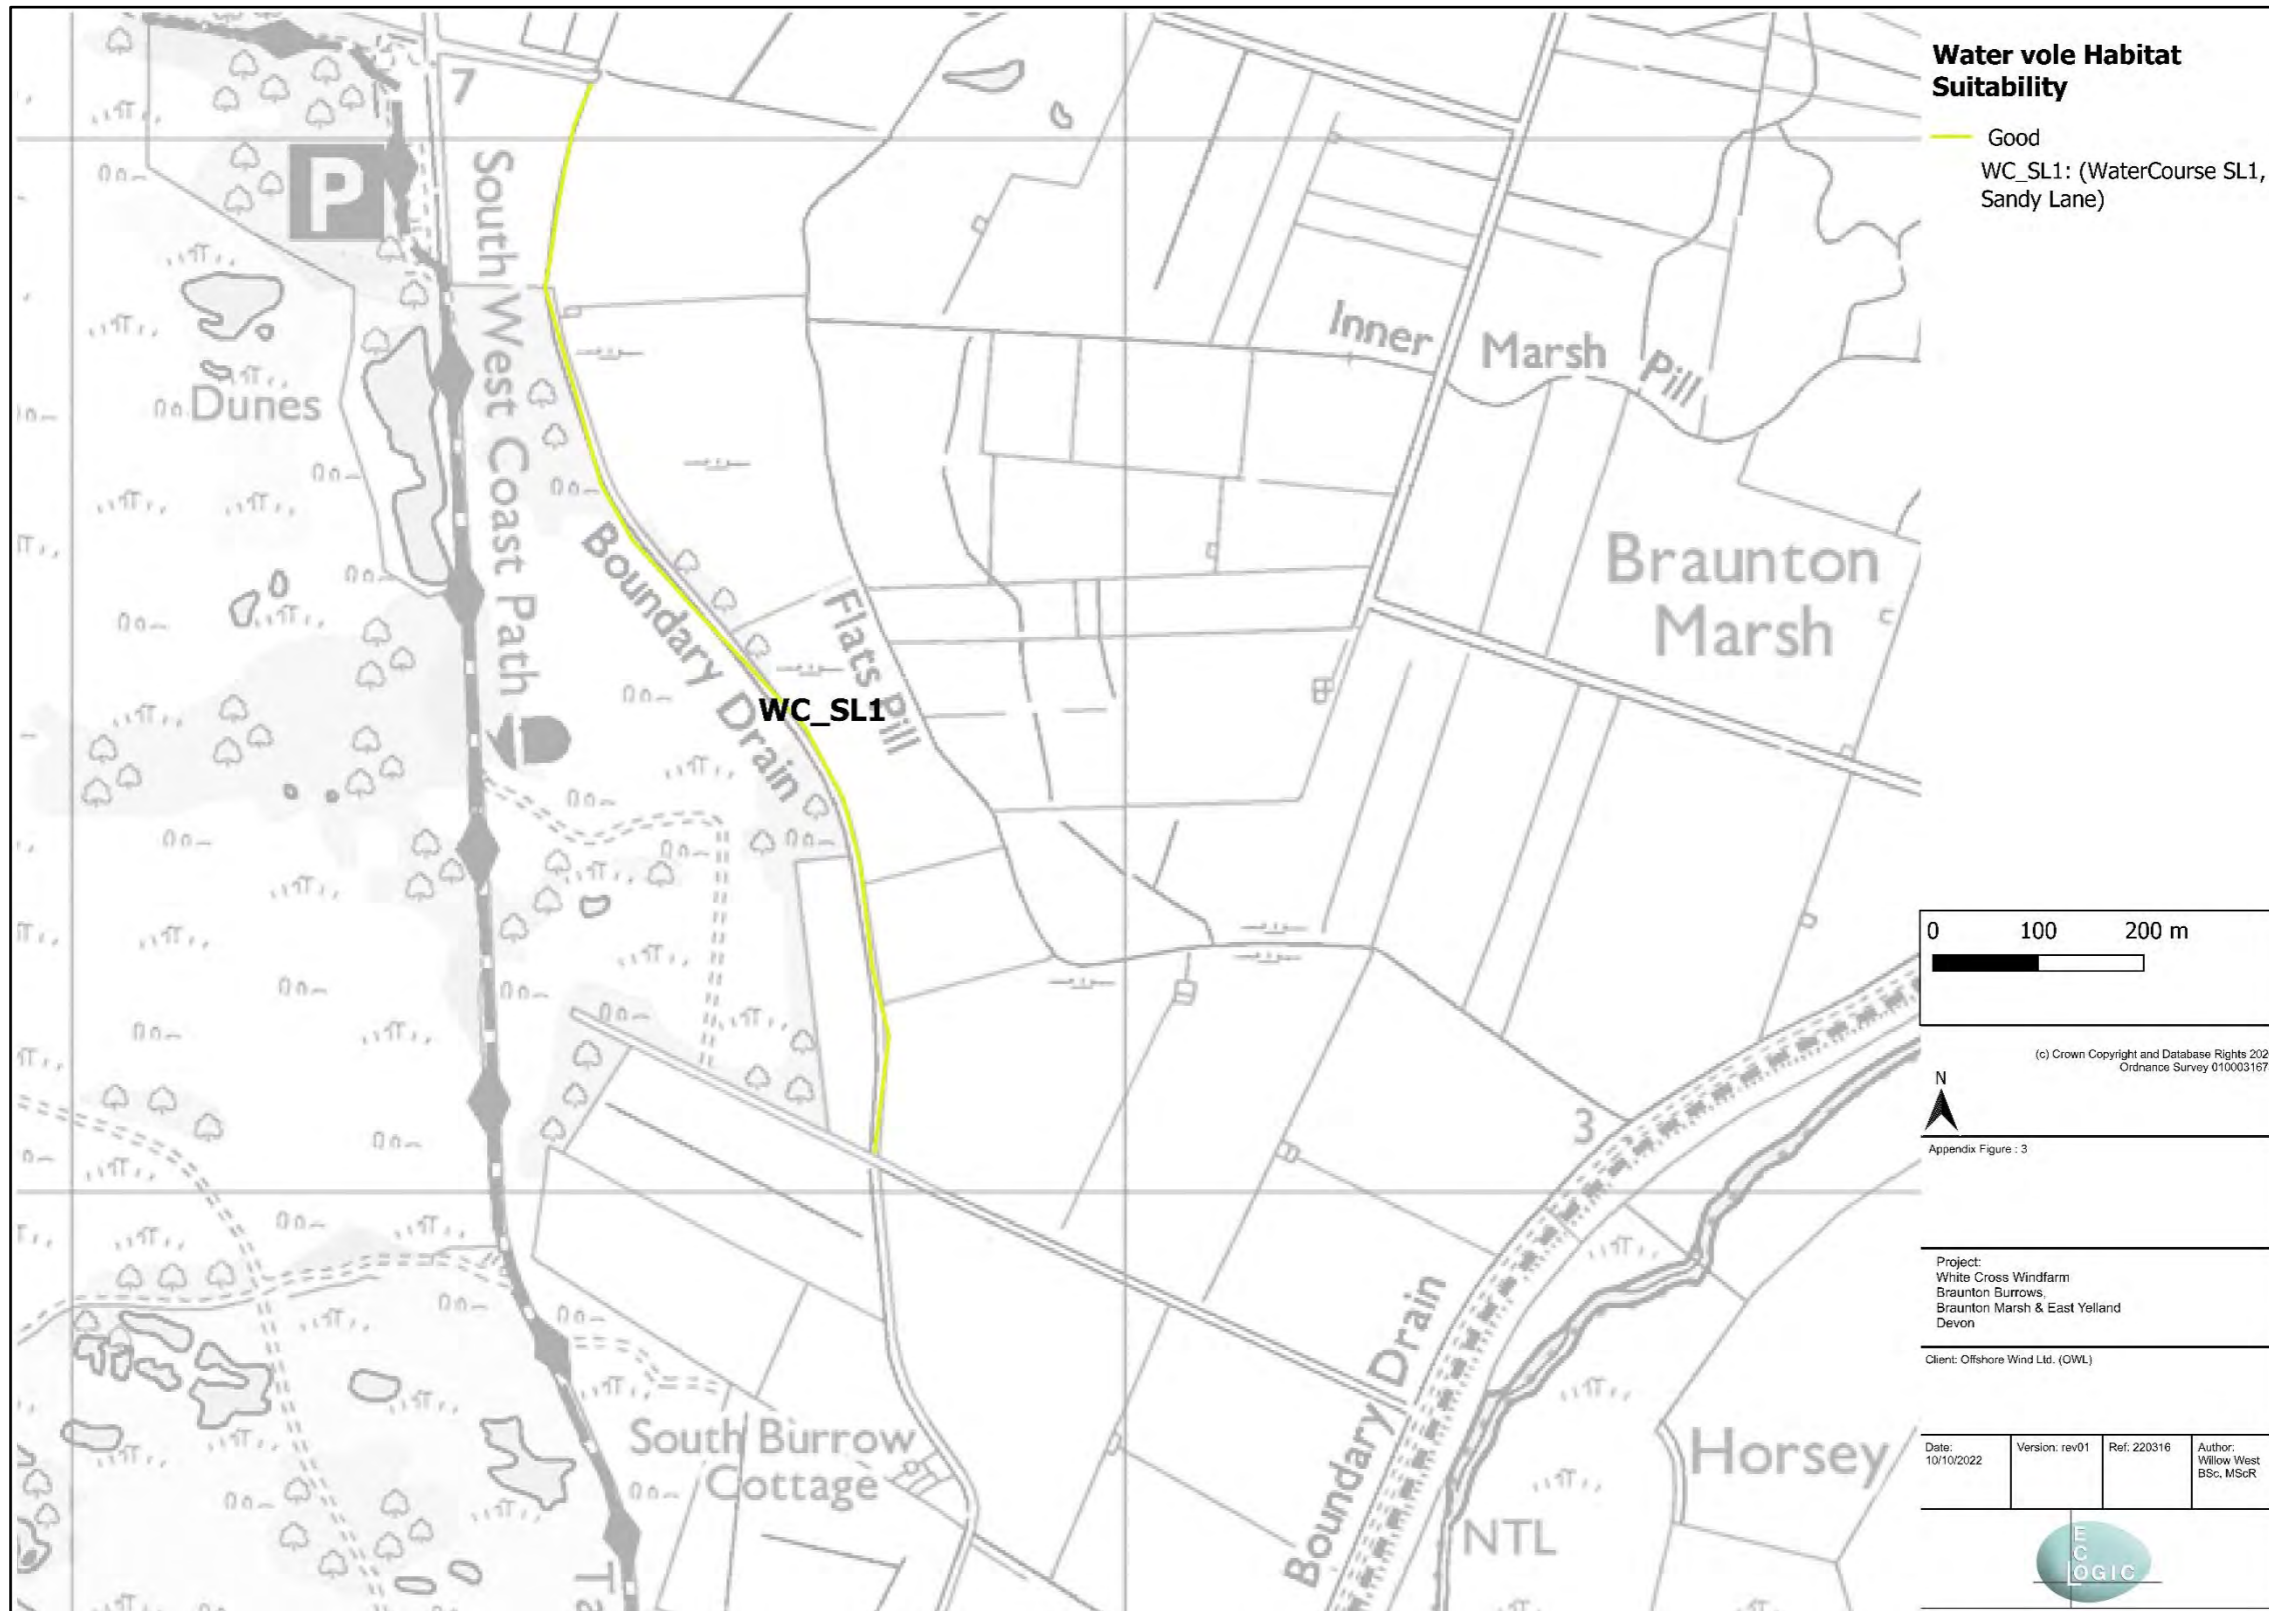 Water vole Habitat
Suitability
Good
WC_SL1: (WaterCourse SL1,
Sandy Lane)
7
P
South West Coast Path
Dunes
Inner Marsh Pill
Braunton
Marsh
Boundary Drain
Flats Pill
WC_SL1
3
Boundary Drain
South Burrow
Cottage
Horsey
NTL
Ta
0 100 200 m
(c) Crown Copyright and Database Rights 202
Ordnance Survey 010003167
N
Appendix Figure : 3
Project:
White Cross Windfarm
Braunton Burrows,
Braunton Marsh & East Yelland
Devon
Client: Offshore Wind Ltd. (OWL)
Date:
10/10/2022
Version: rev01
Ref: 220316
Author:
Willow West
BSc, MScR
ECOLOGIC